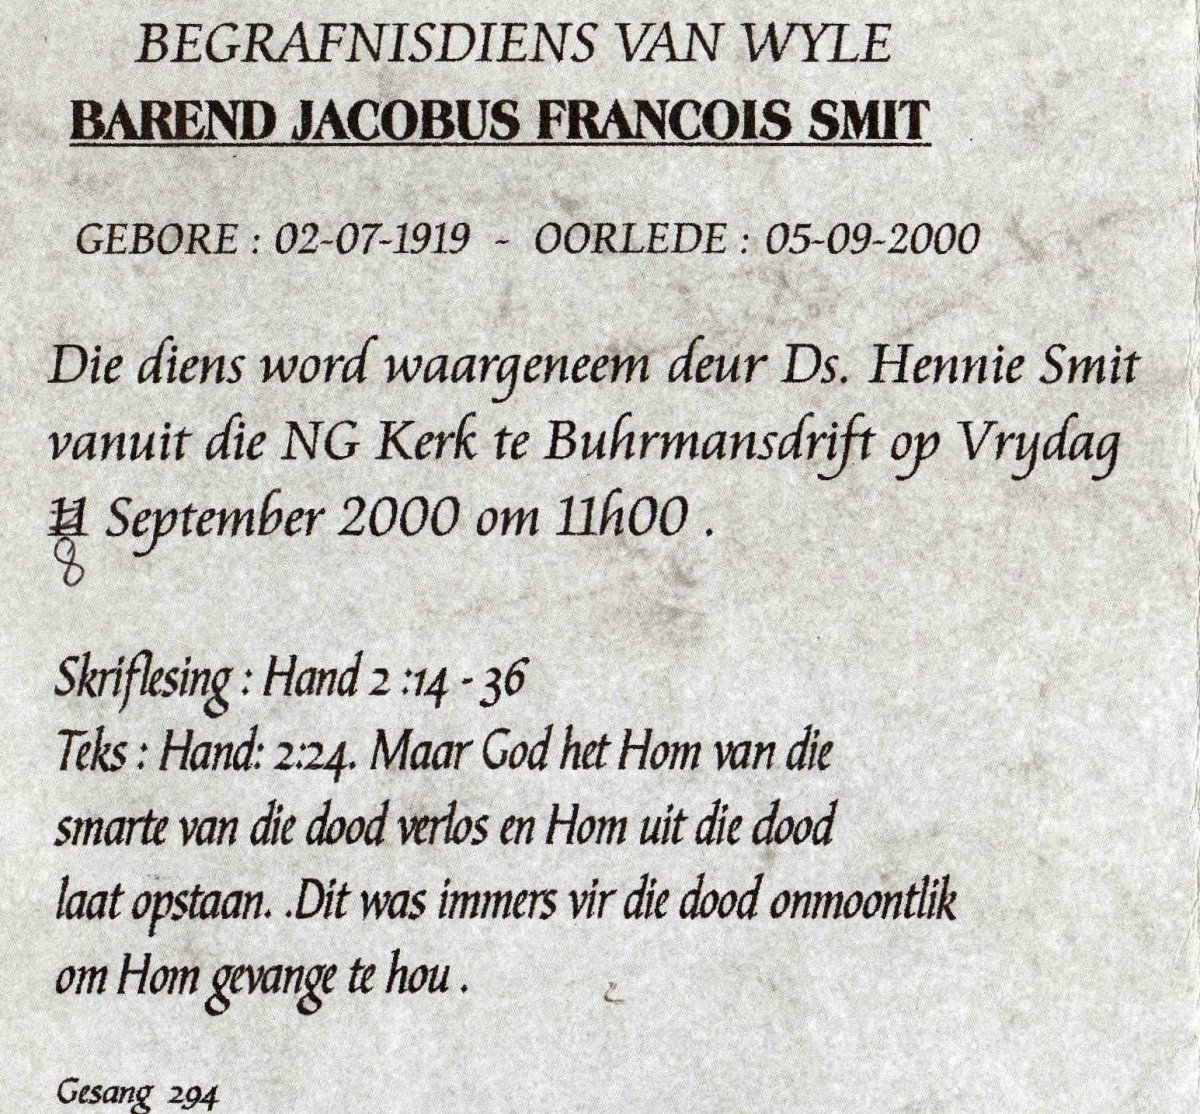 BEGRAFNISDIENS VAN WYLE
BAREND JACOBUS FRANCOIS SMIT
GEBORE : 02-07-1919 - OORLEDE : 05-09-2000
Die diens word waargeneem deur Ds. Hennie Smit
vanuit die NG Kerk te Buhrmansdrift op Vrydag
11 September 2000 om 11h00 .
8
Skriflesing : Hand 2 :14 - 36
Teks : Hand: 2:24. Maar God het Hom van die
smarte van die dood verlos en Hom uit die dood
laat opstaan. .Dit was immers vir die dood onmoontlik
om Hom gevange te hou .
Gesang 294